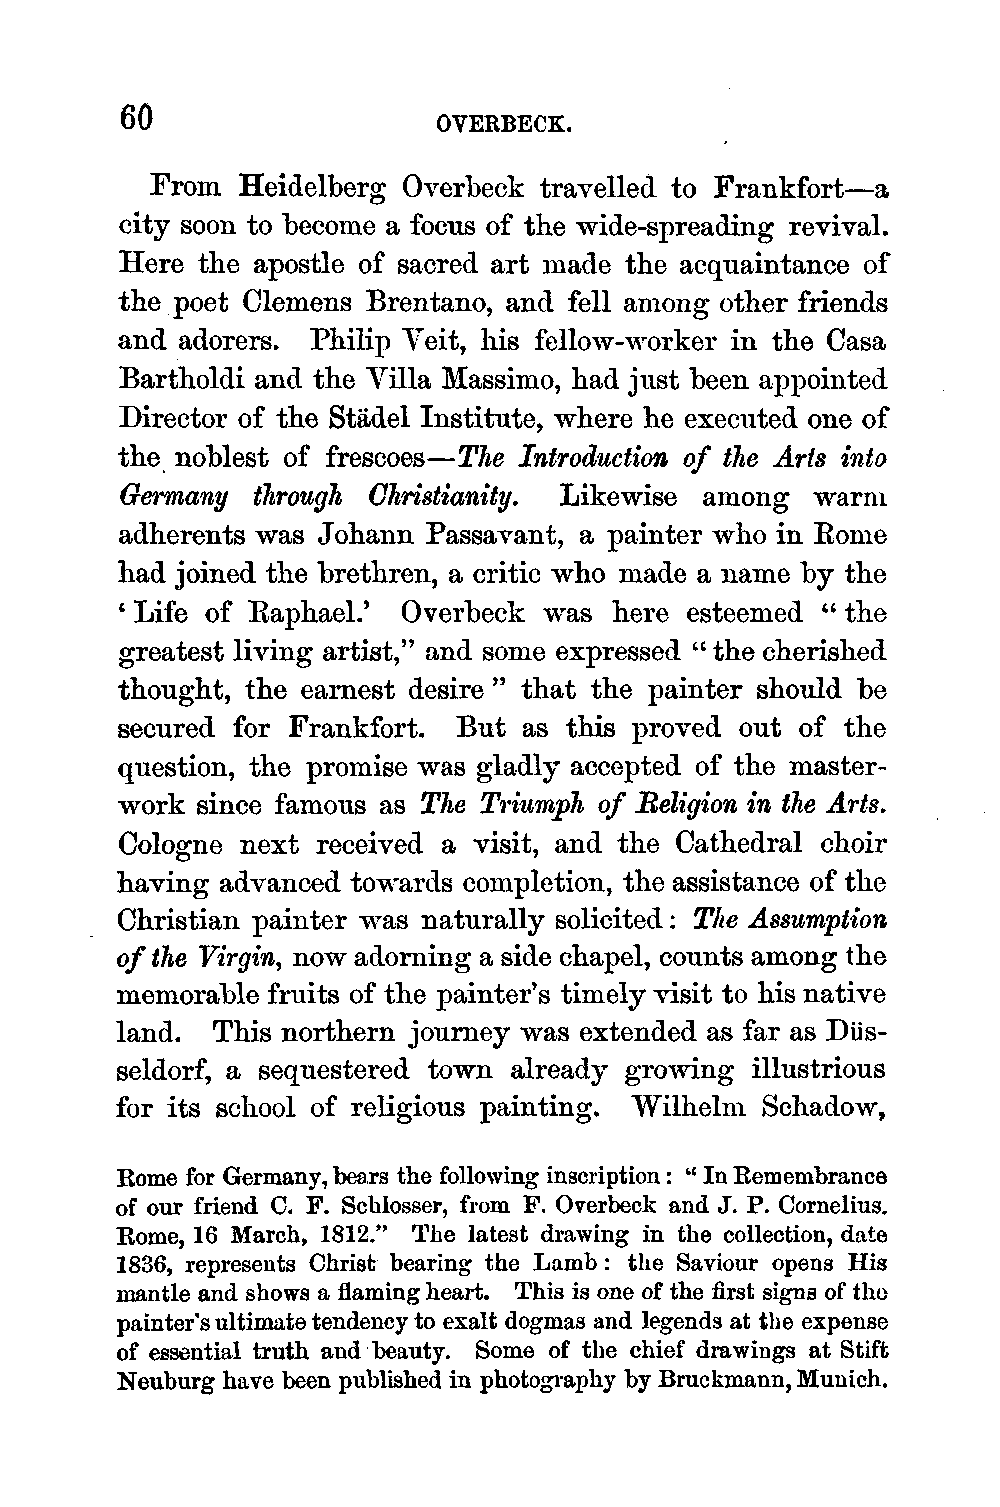 60 OVERBECK.
From Heidelberg Overbeck travelled to Frankfort—a
city soon to become a focus of the wide-spreading revival.
Here the apostle of sacred art made the acquaintance of
the poet Clemens Brentano, and fell among other friends
and adorers. Philip Veit, his fellow-worker in the Casa
Bartholdi and the Villa Massimo, had just been appointed
Director of the Städel Institute, where he executed one of
the noblest of frescoes—The Introduction of the Arts into
Germany through Christianity. Likewise among warm
adherents was Johann Passavant, a painter who in Rome
had joined the brethren, a critic who made a name by the
‘Life of Raphael.’ Overbeck was here esteemed “the
greatest living artist,” and some expressed “the cherished
thought, the earnest desire” that the painter should be
secured for Frankfort. But as this proved out of the
question, the promise was gladly accepted of the master-
work since famous as The Triumph of Religion in the Arts.
Cologne next received a visit, and the Cathedral choir
having advanced towards completion, the assistance of the
Christian painter was naturally solicited: The Assumption
of the Virgin, now adorning a side chapel, counts among the
memorable fruits of the painter’s timely visit to his native
land. This northern journey was extended as far as Düs-
seldorf, a sequestered town already growing illustrious
for its school of religious painting. Wilhelm Schadow,
Rome for Germany, bears the following inscription: “In Remembrance
of our friend C. F. Schlosser, from F. Overbeck and J. P. Cornelius.
Rome, 16 March, 1812.” The latest drawing in the collection, date
1836, represents Christ bearing the Lamb: the Saviour opens His
mantle and shows a flaming heart. This is one of the first signs of the
painter’s ultimate tendency to exalt dogmas and legends at the expense
of essential truth and beauty. Some of the chief drawings at Stift
Neuburg have been published in photography by Bruckmann, Munich.